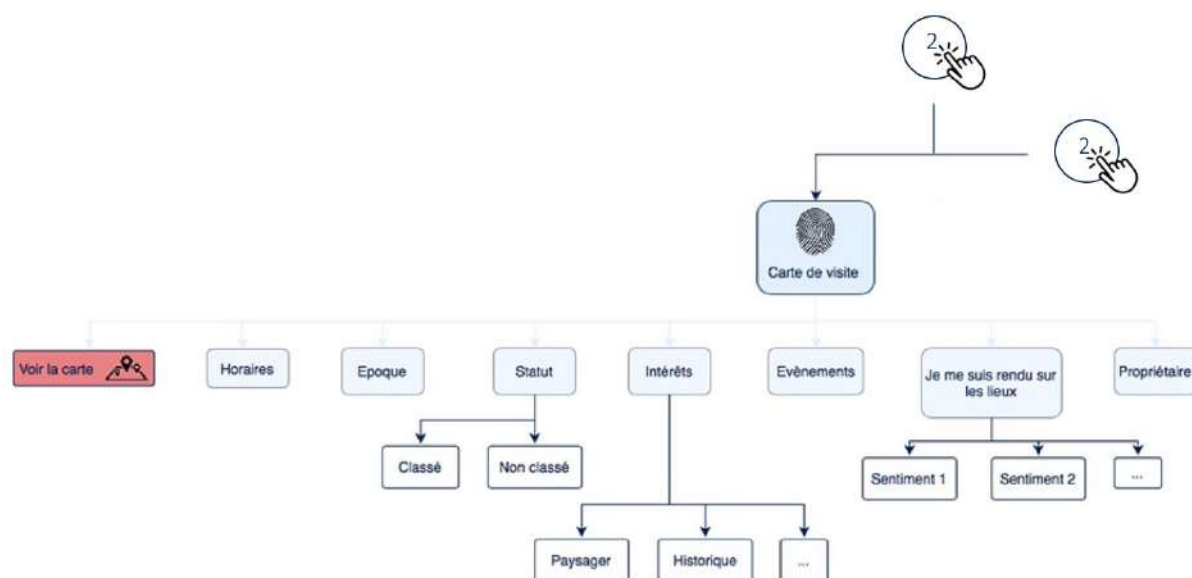 2
2
Carte de visite
Voir la carte
Horaires
Epoque
Statut
Intérêts
Evènements
Je me suis rendu sur
les lieux
Propriétaire
Classé
Non classé
Sentiment 1
Sentiment 2
...
Paysager
Historique
...